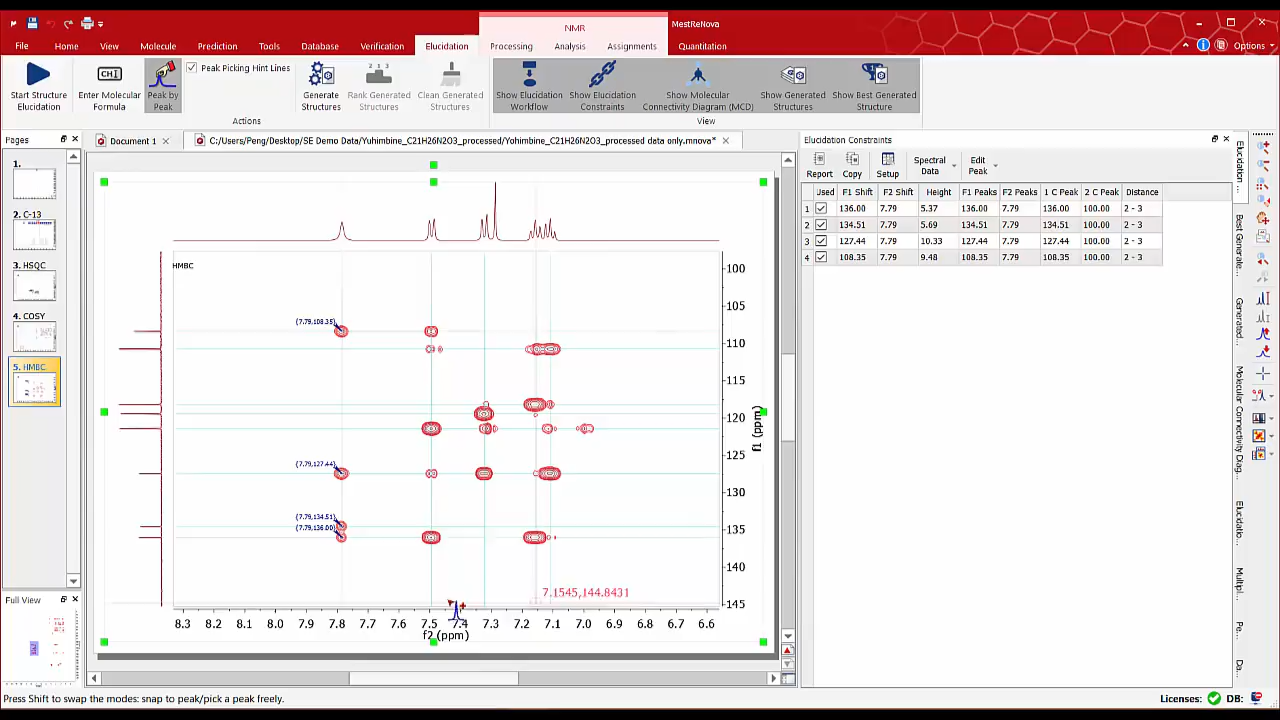 NMR
MestReNova
File Home View Molecule Prediction Tools Database Verification Elucidation Processing Analysis Assignments Quantitation Options
Start Structure Elucidation
Enter Molecular Formula
Peak by Peak
Peak Picking Hint Lines
Generate Structures
Rank Generated Structures
Clean Generated Structures
Actions
Show Elucidation Workflow
Show Elucidation Constraints
Show Molecular Connectivity Diagram (MCD)
Show Generated Structures
Show Best Generated Structure
View
Pages
Document 1
C:/Users/Peng/Desktop/SE Demo Data/Yuhimbine_C21H26N2O3_processed/Yohimbine_C21H26N2O3_processed data only.mnova*
1.
2. C-13
3. HSQC
4. COSY
5. HMBC
Full View
HMBC
(7.79,108.35)
(7.79,127.44)
(7.79,134.51)
(7.79,136.00)
7.1545,144.8431
100
105
110
115
120
125
130
135
140
145
f1 (ppm)
8.3 8.2 8.1 8.0 7.9 7.8 7.7 7.6 7.5 7.4 7.3 7.2 7.1 7.0 6.9 6.8 6.7 6.6
f2 (ppm)
Elucidation Constraints
Report Copy Setup Spectral Data Edit Peak
Used F1 Shift F2 Shift Height F1 Peaks F2 Peaks 1 C Peak 2 C Peak Distance
1 136.00 7.79 5.37 136.00 7.79 136.00 100.00 2 - 3
2 134.51 7.79 5.69 134.51 7.79 134.51 100.00 2 - 3
3 127.44 7.79 10.33 127.44 7.79 127.44 100.00 2 - 3
4 108.35 7.79 9.48 108.35 7.79 108.35 100.00 2 - 3
Elucidation ...
Best Generate...
Generated...
Molecular Connectivity Diag...
Elucidatio...
Multipl...
Pe...
Da...
Press Shift to swap the modes: snap to peak/pick a peak freely.
Licenses: DB: